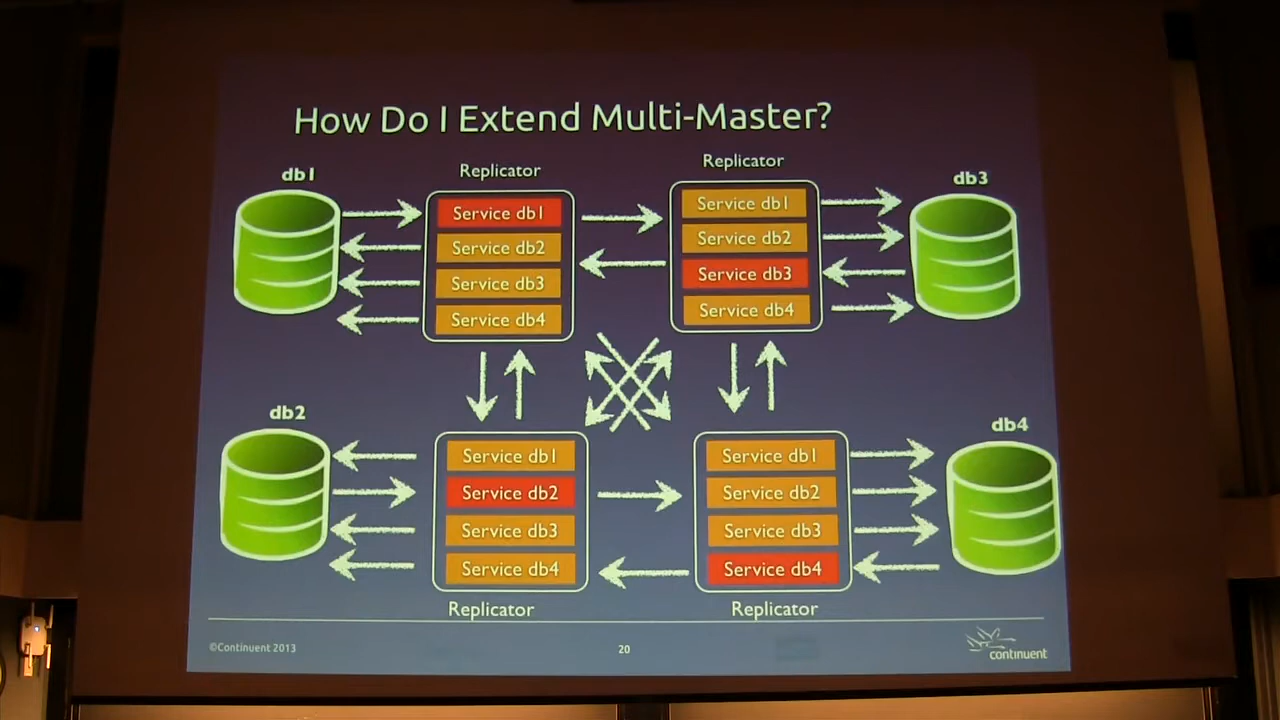 How Do I Extend Multi-Master?
db1
Replicator
Replicator
db3
Service db1
Service db2
Service db3
Service db4
Service db1
Service db2
Service db3
Service db4
db2
db4
Service db1
Service db2
Service db3
Service db4
Service db1
Service db2
Service db3
Service db4
Replicator
Replicator
©Continuent 2013
20
continuent